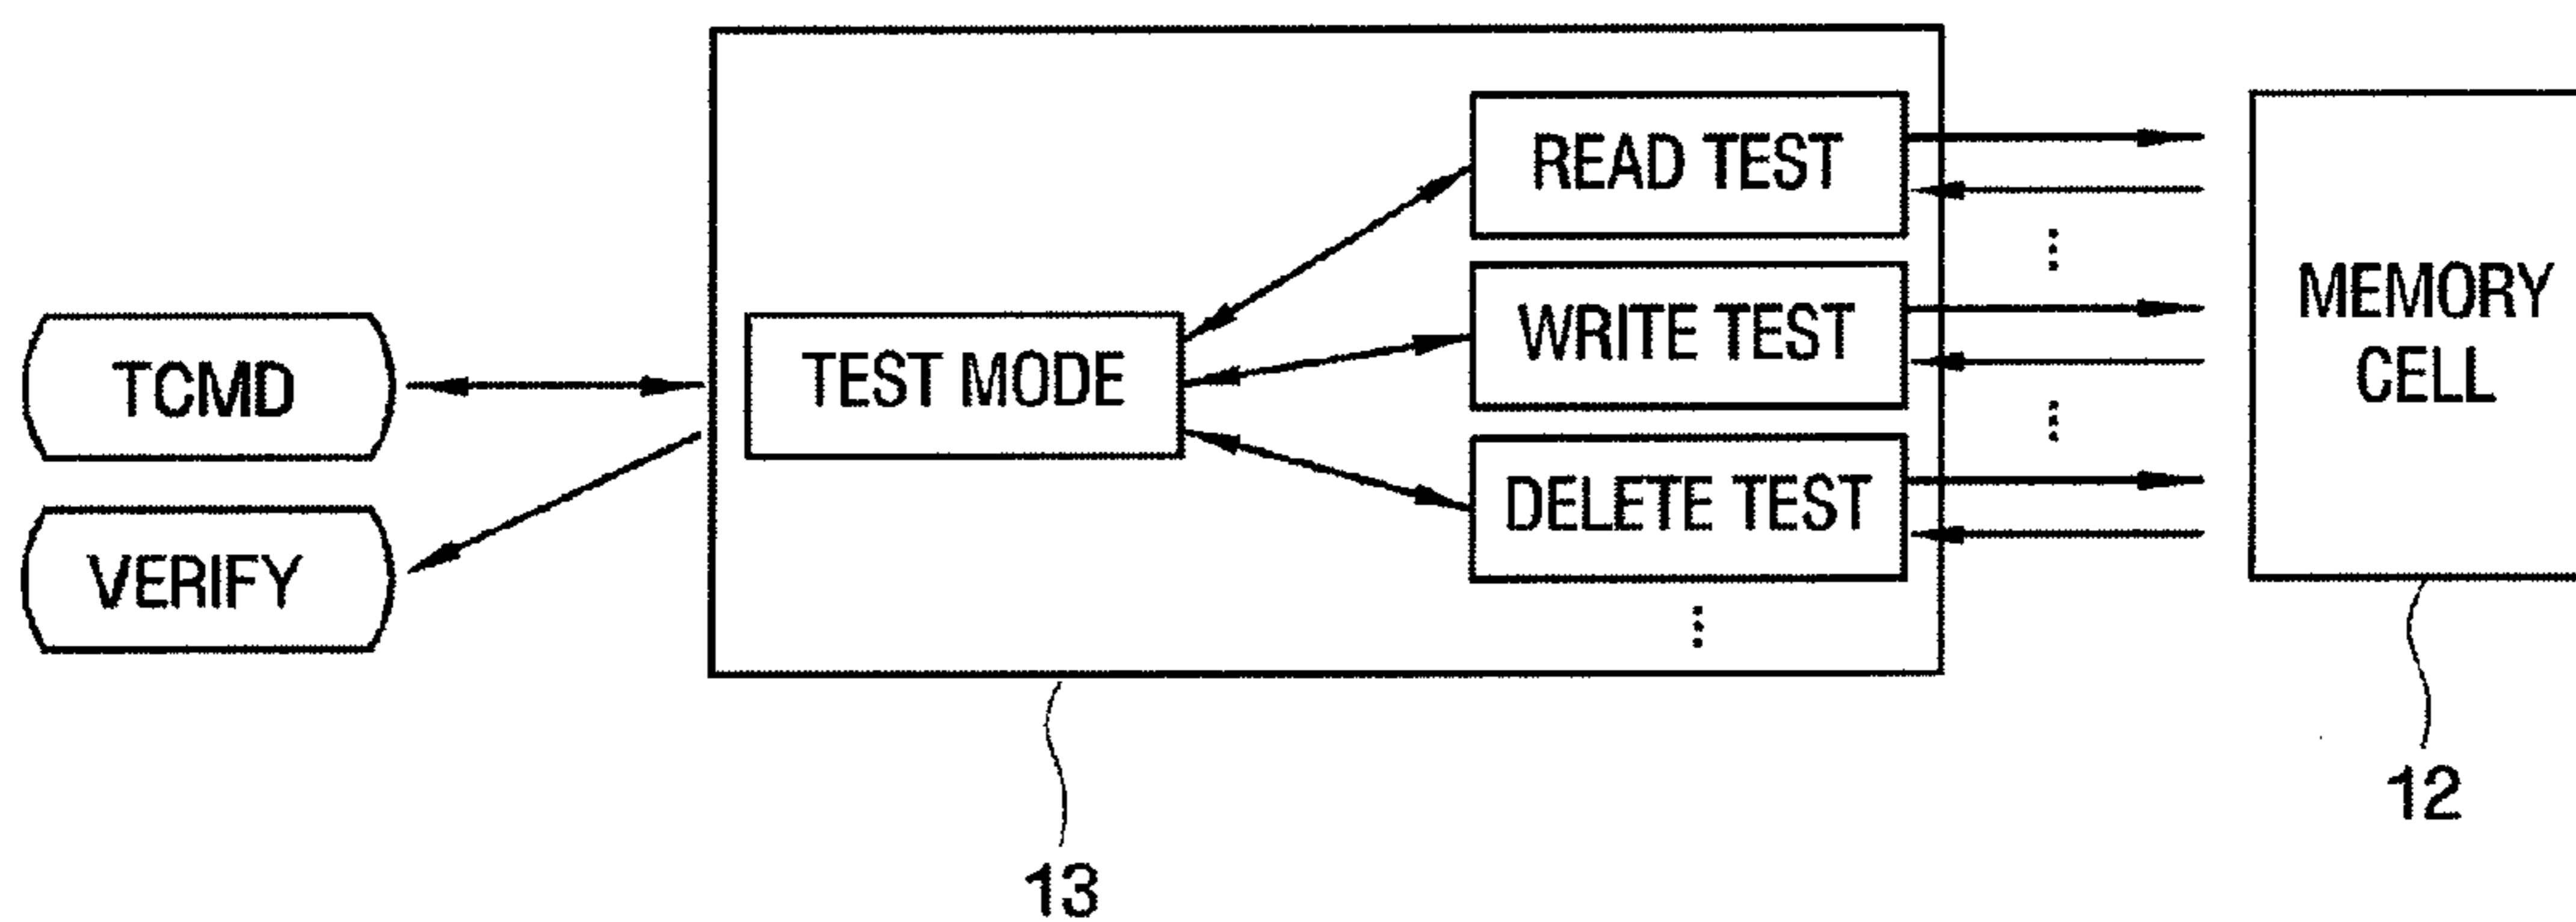 TCMD
VERIFY
TEST MODE
READ TEST
WRITE TEST
DELETE TEST
MEMORY
CELL
13
12